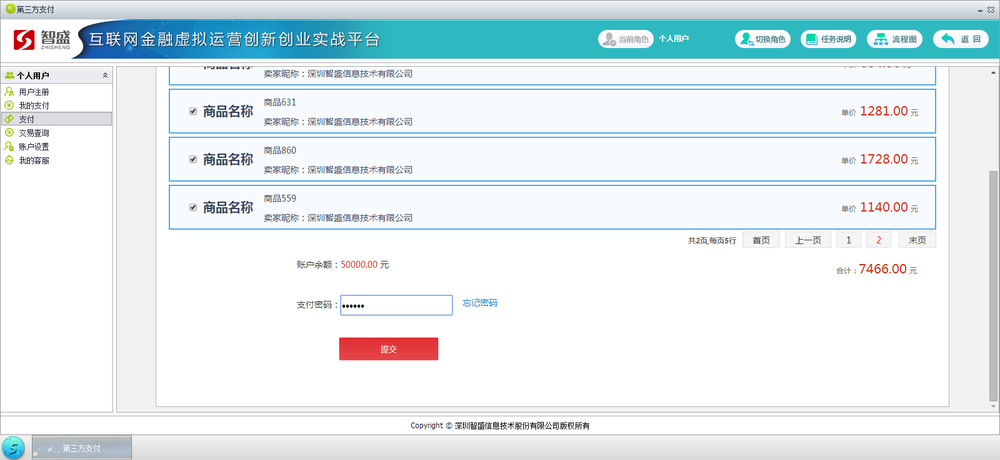 第三方支付
智盛
ZHISHENG
互联网金融虚拟运营创新创业实战平台
当前角色
个人用户
切换角色
任务说明
流程图
返 回
个人用户
用户注册
我的支付
支付
交易查询
账户设置
我的客服
商品名称
卖家昵称：深圳智盛信息技术有限公司
商品名称
商品631
卖家昵称：深圳智盛信息技术有限公司
单价 1281.00 元
商品名称
商品860
卖家昵称：深圳智盛信息技术有限公司
单价 1728.00 元
商品名称
商品559
卖家昵称：深圳智盛信息技术有限公司
单价 1140.00 元
共2页,每页5行 首页 上一页 1 2 末页
账户余额：50000.00 元
合计：7466.00 元
支付密码：•••••• 忘记密码
提交
Copyright © 深圳智盛信息技术股份有限公司版权所有
第三方支付